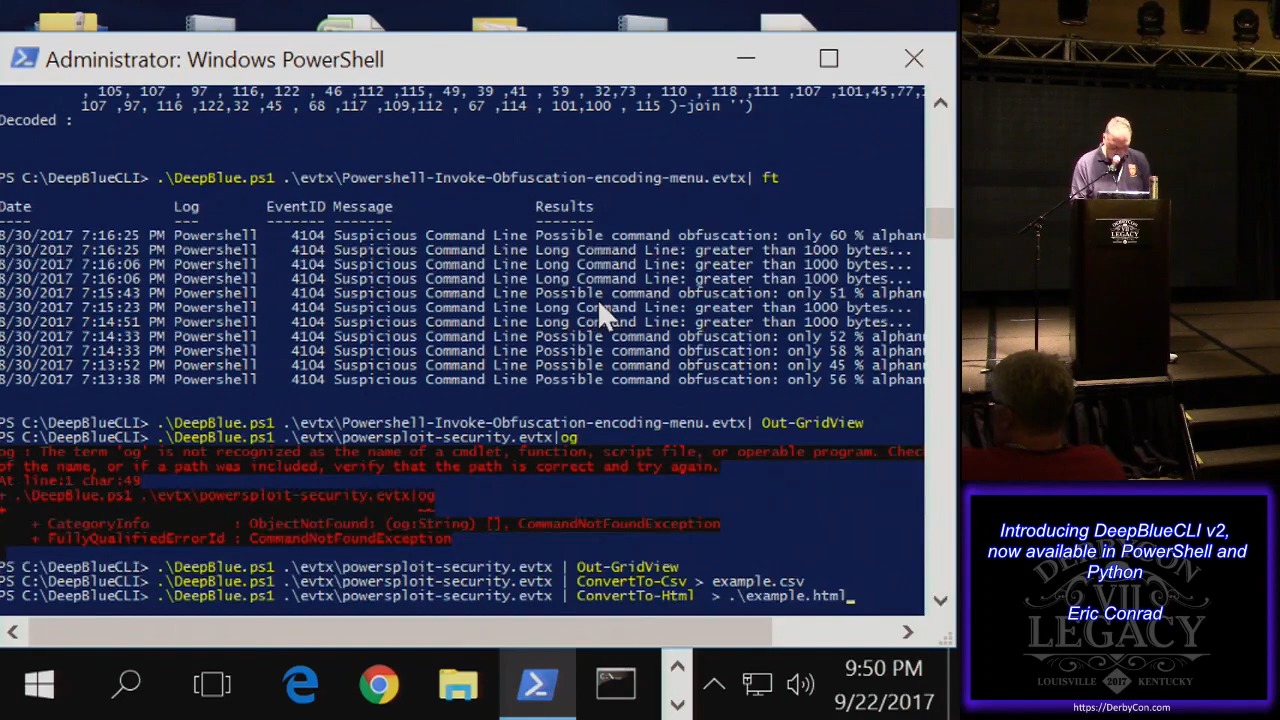 Administrator: Windows PowerShell
, 105, 107 , 97 , 116, 122 , 46 ,112 ,115, 49, 39 ,41 , 59 , 32,73 , 110 , 118 ,111 ,107 ,101,45,77,
107 ,97, 116 ,122,32 ,45 , 68 ,117 ,109,112 , 67 ,114 , 101,100 , 115 )-join '')
Decoded :
PS C:\DeepBlueCLI> .\DeepBlue.ps1 .\evtx\Powershell-Invoke-Obfuscation-encoding-menu.evtx| ft
Date Log EventID Message Results
---- --- ------- ------- -------
8/30/2017 7:16:25 PM Powershell 4104 Suspicious Command Line Possible command obfuscation: only 60 % alphan
8/30/2017 7:16:25 PM Powershell 4104 Suspicious Command Line Long Command Line: greater than 1000 bytes...
8/30/2017 7:16:06 PM Powershell 4104 Suspicious Command Line Long Command Line: greater than 1000 bytes...
8/30/2017 7:16:06 PM Powershell 4104 Suspicious Command Line Long Command Line: greater than 1000 bytes...
8/30/2017 7:15:43 PM Powershell 4104 Suspicious Command Line Possible command obfuscation: only 51 % alphan
8/30/2017 7:15:23 PM Powershell 4104 Suspicious Command Line Long Command Line: greater than 1000 bytes...
8/30/2017 7:14:51 PM Powershell 4104 Suspicious Command Line Long Command Line: greater than 1000 bytes...
8/30/2017 7:14:33 PM Powershell 4104 Suspicious Command Line Possible command obfuscation: only 52 % alphan
8/30/2017 7:14:33 PM Powershell 4104 Suspicious Command Line Possible command obfuscation: only 58 % alphan
8/30/2017 7:13:52 PM Powershell 4104 Suspicious Command Line Possible command obfuscation: only 45 % alphan
8/30/2017 7:13:38 PM Powershell 4104 Suspicious Command Line Possible command obfuscation: only 56 % alphan
PS C:\DeepBlueCLI> .\DeepBlue.ps1 .\evtx\Powershell-Invoke-Obfuscation-encoding-menu.evtx| Out-GridView
PS C:\DeepBlueCLI> .\DeepBlue.ps1 .\evtx\powersploit-security.evtx|og
og : The term 'og' is not recognized as the name of a cmdlet, function, script file, or operable program. Chec
of the name, or if a path was included, verify that the path is correct and try again.
At line:1 char:49
+ .\DeepBlue.ps1 .\evtx\powersploit-security.evtx|og
+ ~~
+ CategoryInfo : ObjectNotFound: (og:String) [], CommandNotFoundException
+ FullyQualifiedErrorId : CommandNotFoundException
PS C:\DeepBlueCLI> .\DeepBlue.ps1 .\evtx\powersploit-security.evtx | Out-GridView
PS C:\DeepBlueCLI> .\DeepBlue.ps1 .\evtx\powersploit-security.evtx | ConvertTo-Csv > example.csv
PS C:\DeepBlueCLI> .\DeepBlue.ps1 .\evtx\powersploit-security.evtx | ConvertTo-Html > .\example.html_
9:50 PM
9/22/2017
DERBYCON
LEGACY
Introducing DeepBlueCLI v2,
now available in PowerShell and
Python
Eric Conrad
DERBYCON
VII
LEGACY
LOUISVILLE 2017 KENTUCKY
https://DerbyCon.com